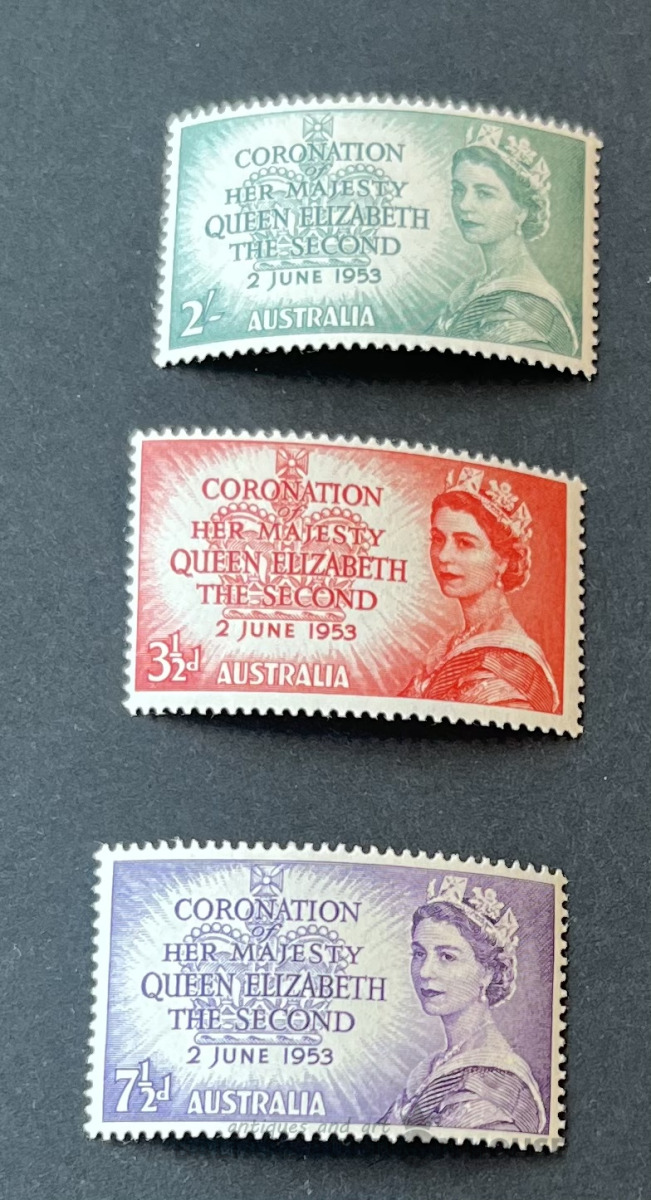 CORONATION
of
HER MAJESTY
QUEEN ELIZABETH
THE SECOND
2 JUNE 1953
2/- AUSTRALIA
CORONATION
of
HER MAJESTY
QUEEN ELIZABETH
THE SECOND
2 JUNE 1953
3½d AUSTRALIA
CORONATION
of
HER MAJESTY
QUEEN ELIZABETH
THE SECOND
2 JUNE 1953
7½d AUSTRALIA
antiques and art